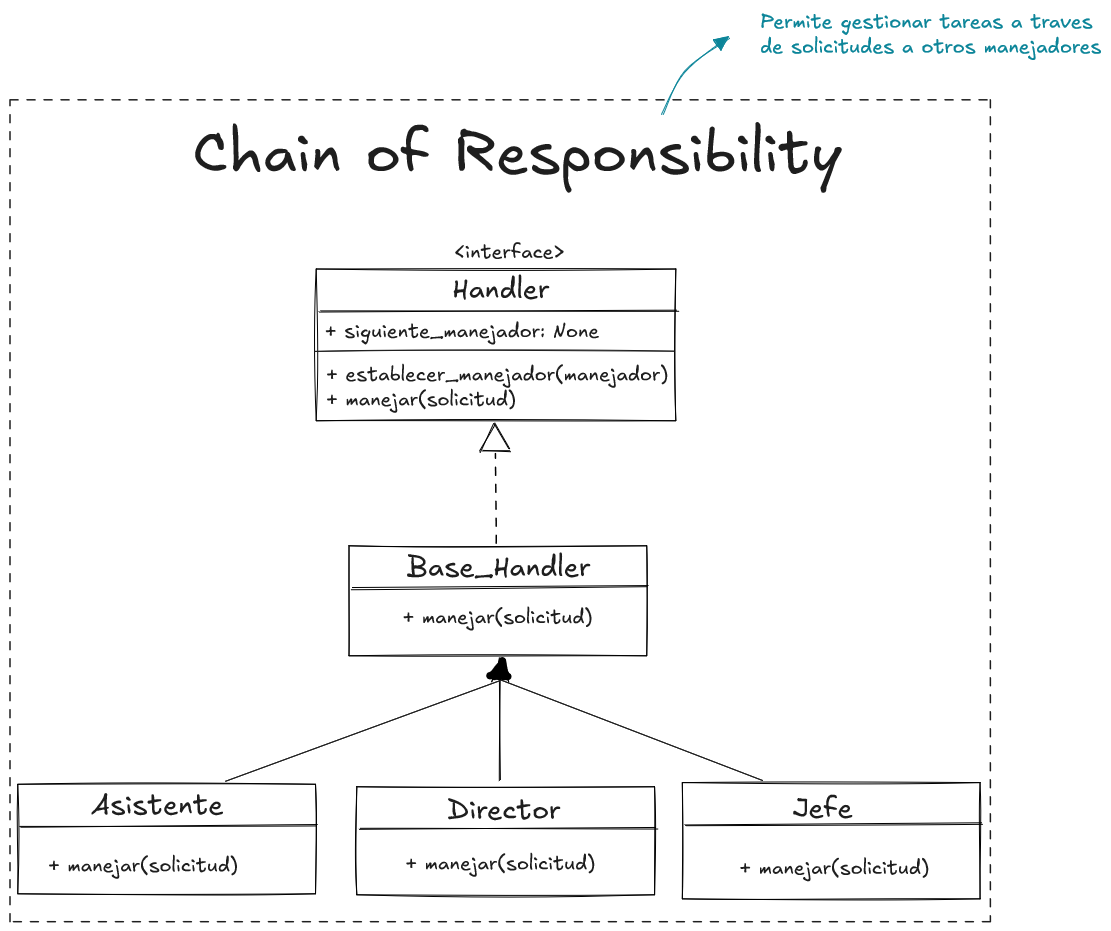 Permite gestionar tareas a traves
de solicitudes a otros manejadores
Chain of Responsibility
<interface>
Handler
+ siguiente_manejador: None
+ establecer_manejador(manejador)
+ manejar(solicitud)
Base_Handler
+ manejar(solicitud)
Asistente
+ manejar(solicitud)
Director
+ manejar(solicitud)
Jefe
+ manejar(solicitud)